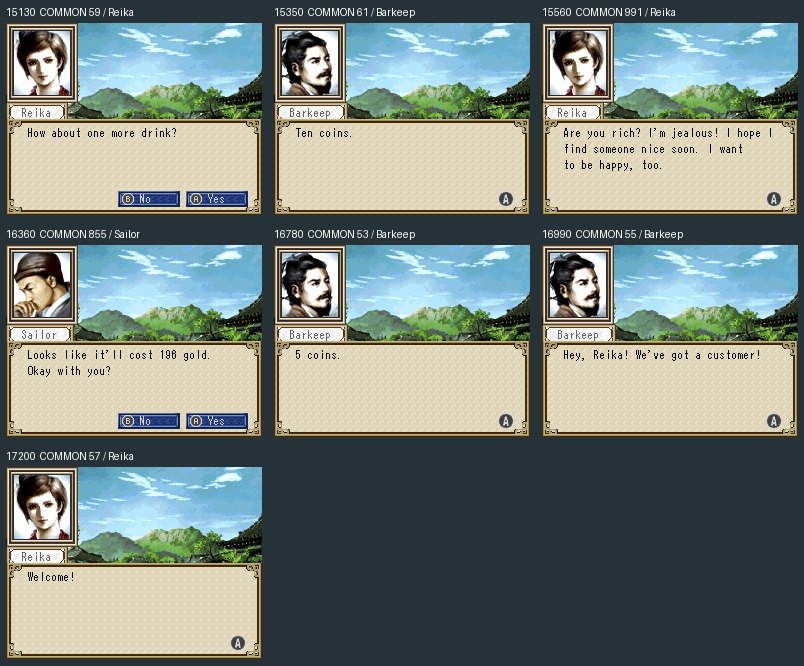 15130 COMMON 59 / Reika
Reika
How about one more drink?
B No
A Yes
15350 COMMON 61 / Barkeep
Barkeep
Ten coins.
A
15560 COMMON 991 / Reika
Reika
Are you rich? I'm jealous! I hope I
find someone nice soon. I want
to be happy, too.
A
16360 COMMON 855 / Sailor
Sailor
Looks like it'll cost 196 gold.
Okay with you?
B No
A Yes
16780 COMMON 53 / Barkeep
Barkeep
5 coins.
A
16990 COMMON 55 / Barkeep
Barkeep
Hey, Reika! We've got a customer!
A
17200 COMMON 57 / Reika
Reika
Welcome!
A